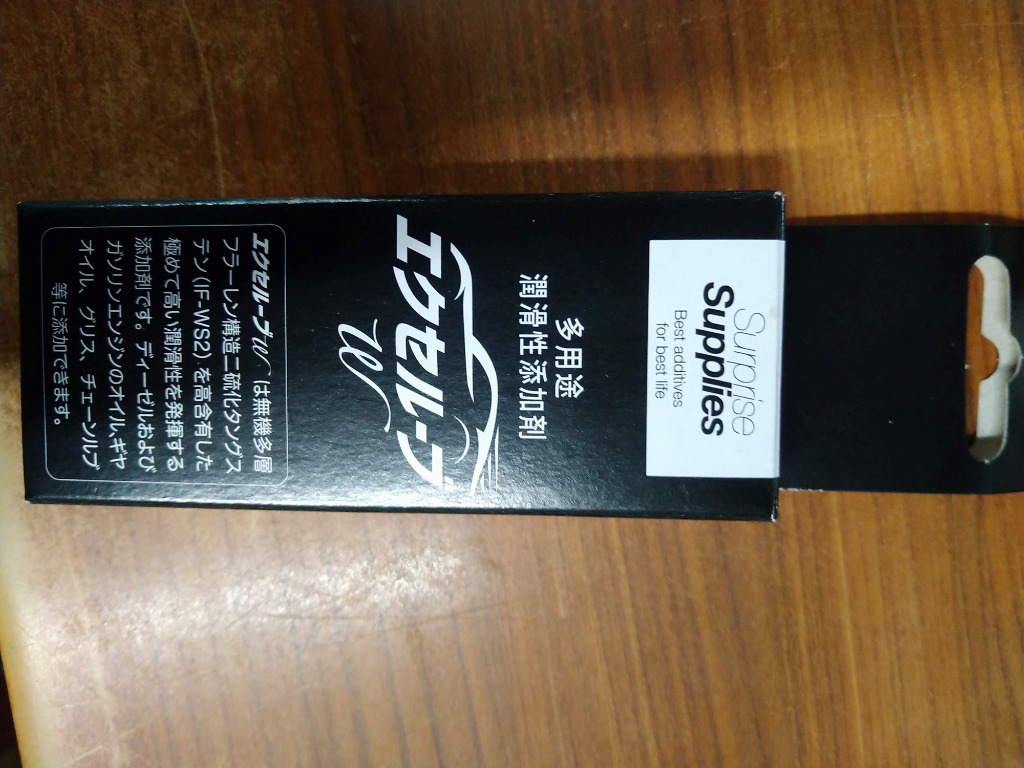 Surprise
Supplies
Best additives
for best life
多用途
潤滑性添加剤
エクセルーブ
W
エクセルーブWは無機多層
フラーレン構造二硫化タングス
テン(IF-WS2)を高含有した
極めて高い潤滑性を発揮する
添加剤です。ディーゼルおよび
ガソリンエンジンのオイル、ギヤ
オイル、グリス、チェーンルブ
等に添加できます。